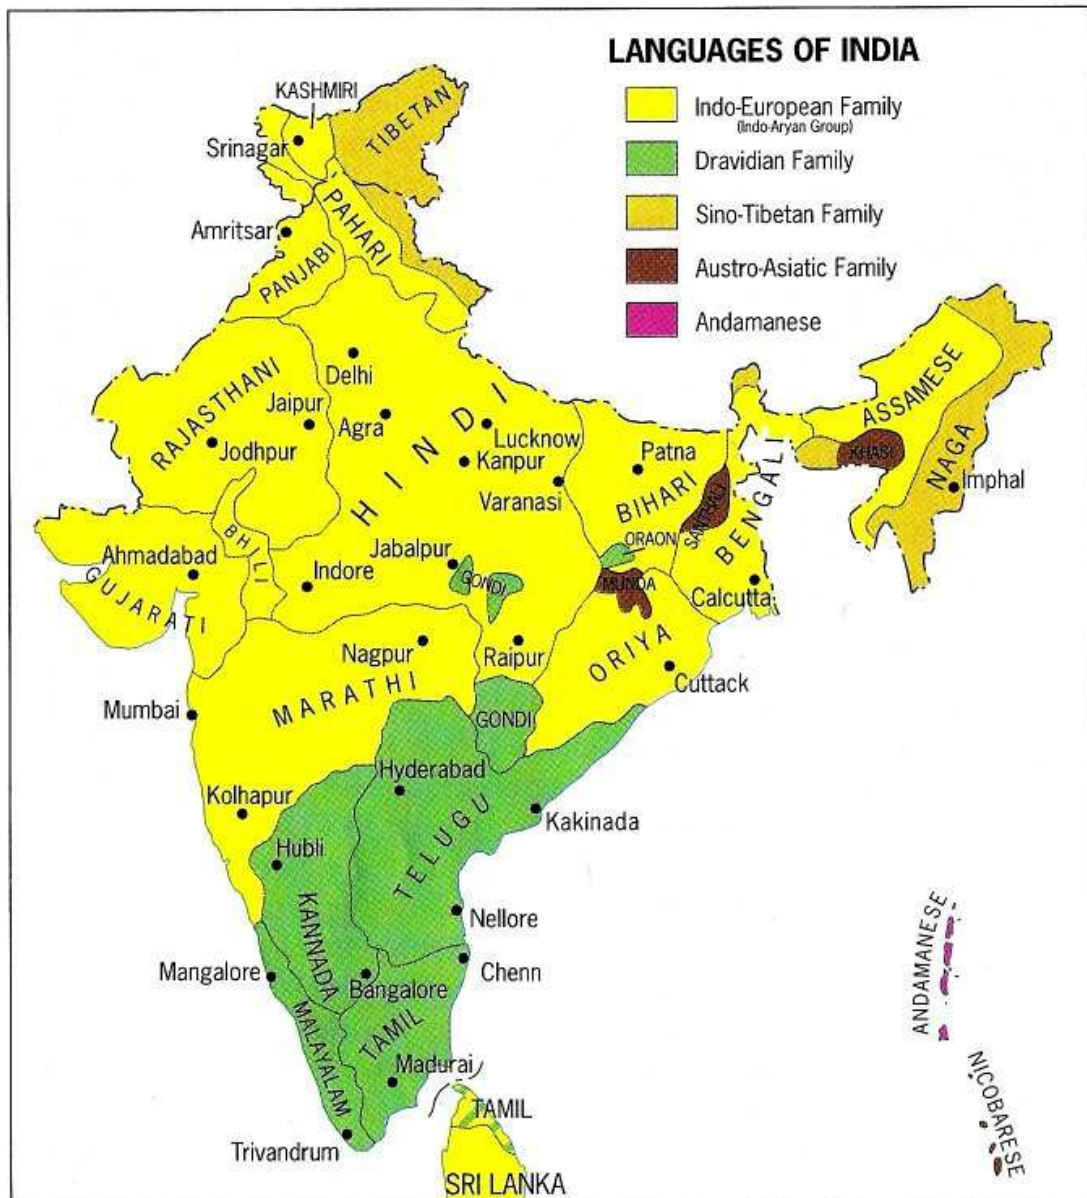 LANGUAGES OF INDIA
Indo-European Family
(Indo-Aryan Group)
Dravidian Family
Sino-Tibetan Family
Austro-Asiatic Family
Andamanese
KASHMIRI
TIBETAN
Srinagar
PAHARI
Amritsar
PANJABI
Delhi
RAJASTHANI
Jaipur
Agra
HINDI
Lucknow
Jodhpur
Kanpur
Varanasi
Patna
BIHARI
ASSAMESE
KHASI
NAGA
Imphal
SANTHALI
BENGALI
ORAON
Ahmadabad
BHILI
Indore
Jabalpur
GONDI
MUNDA
Calcutta
GUJARATI
Nagpur
Raipur
ORIYA
Cuttack
MARATHI
Mumbai
GONDI
Hyderabad
Kolhapur
TELUGU
Kakinada
Hubli
KANNADA
Nellore
Mangalore
Bangalore
Chenn
MALAYALAM
TAMIL
Madurai
TAMIL
Trivandrum
SRI LANKA
ANDAMANESE
NICOBARESE